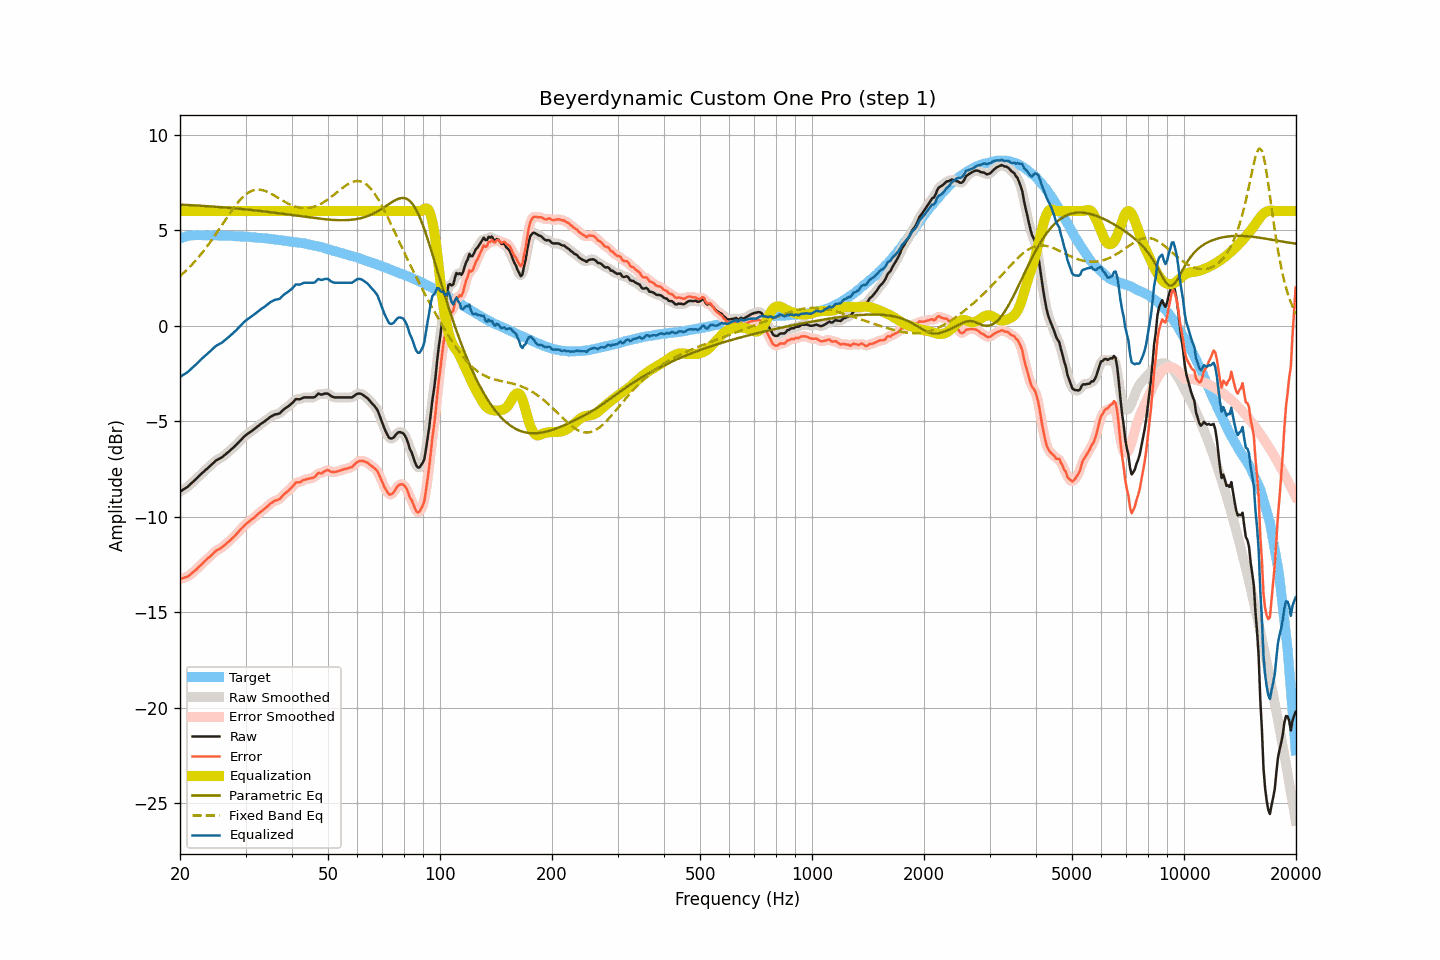 Beyerdynamic Custom One Pro (step 1)
10
5
0
−5
−10
−15
−20
−25
Amplitude (dBr)
Target
Raw Smoothed
Error Smoothed
Raw
Error
Equalization
Parametric Eq
Fixed Band Eq
Equalized
20 50 100 200 500 1000 2000 5000 10000 20000
Frequency (Hz)